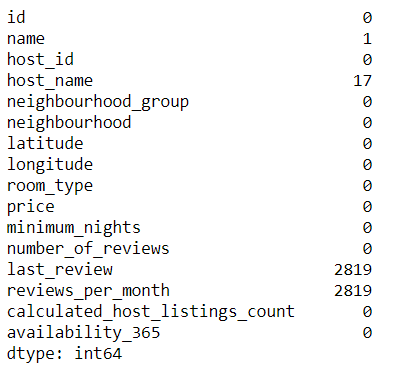 id 0
name 1
host_id 0
host_name 17
neighbourhood_group 0
neighbourhood 0
latitude 0
longitude 0
room_type 0
price 0
minimum_nights 0
number_of_reviews 0
last_review 2819
reviews_per_month 2819
calculated_host_listings_count 0
availability_365 0
dtype: int64